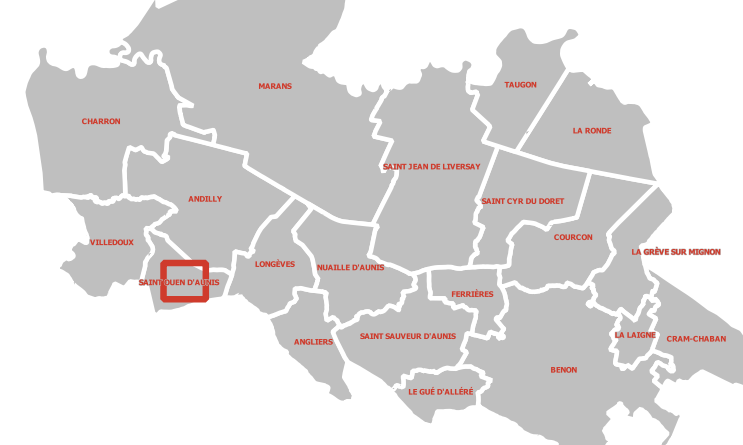 TAUGON
MARANS
CHARRON
LA RONDE
SAINT JEAN DE LIVERSAY
ANDILLY
SAINT CYR DU DORET
COURCON
VILLEDOUX
LA GRÈVE SUR MIGNON
LONGÈVES
NUAILLE D'AUNIS
SAINT OUEN D'AUNIS
FERRIÈRES
SAINT SAUVEUR D'AUNIS
LA LAIGNE
CRAM-CHABAN
ANGLIERS
BENON
LE GUÉ D'ALLÉRÉ